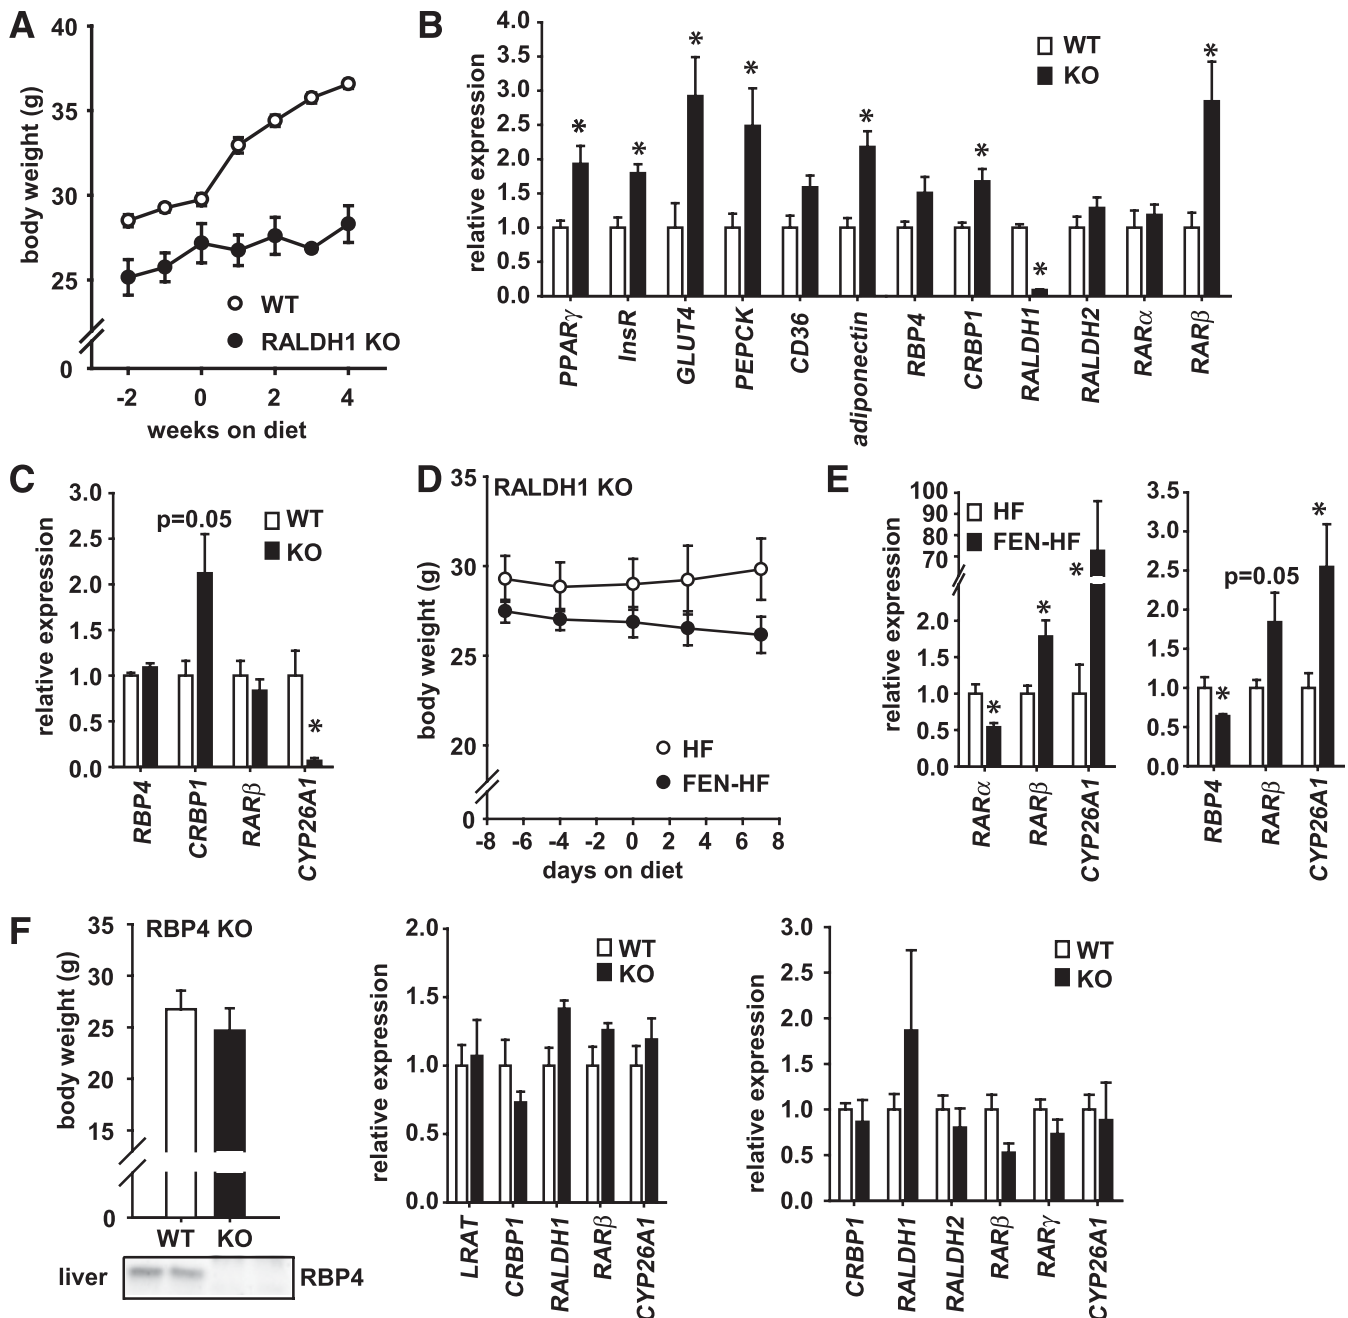 A
40
35
30
25
0
body weight (g)
WT
RALDH1 KO
-2 0 2 4
weeks on diet
B
4.0
3.5
3.0
2.5
2.0
1.5
1.0
0.5
0.0
relative expression
WT
KO
* * * * * * * *
PPARγ InsR GLUT4 PEPCK CD36 adiponectin RBP4 CRBP1 RALDH1 RALDH2 RARα RARβ
C
3.0
2.5
2.0
1.5
1.0
0.5
0.0
relative expression
p=0.05
WT
KO
*
RBP4 CRBP1 RARβ CYP26A1
D
35
30
25
20
0
body weight (g)
RALDH1 KO
HF
FEN-HF
-8 -6 -4 -2 0 2 4 6 8
days on diet
E
100
90
80
70
2.0
1.5
1.0
0.5
0.0
relative expression
HF
FEN-HF
* * *
RARα RARβ CYP26A1
3.5
3.0
2.5
2.0
1.5
1.0
0.5
0.0
p=0.05
* *
RBP4 RARβ CYP26A1
F
35
30
25
20
15
0
body weight (g)
RBP4 KO
WT KO
liver RBP4
2.0
1.5
1.0
0.5
0.0
relative expression
WT
KO
LRAT CRBP1 RALDH1 RARβ CYP26A1
3.0
2.5
2.0
1.5
1.0
0.5
0.0
relative expression
WT
KO
CRBP1 RALDH1 RALDH2 RARβ RARγ CYP26A1